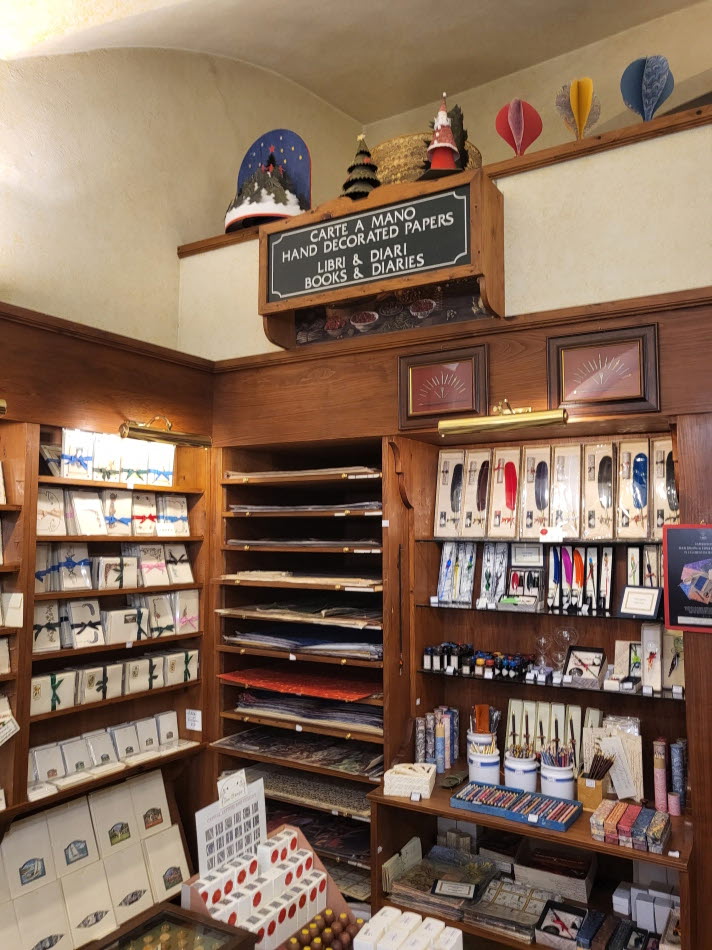 CARTE A MANO
HAND DECORATED PAPERS
LIBRI & DIARI
BOOKS & DIARIES